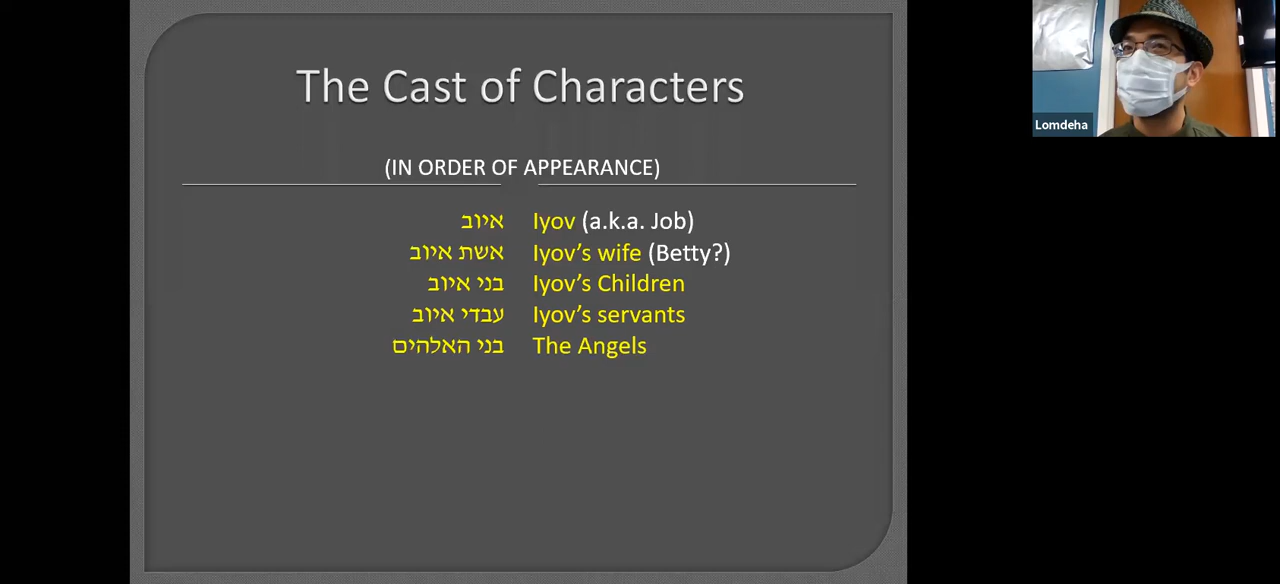 The Cast of Characters
(IN ORDER OF APPEARANCE)
איוב Iyov (a.k.a. Job)
אשת איוב Iyov’s wife (Betty?)
בני איוב Iyov’s Children
עבדי איוב Iyov’s servants
בני האלהים The Angels
Lomdeha